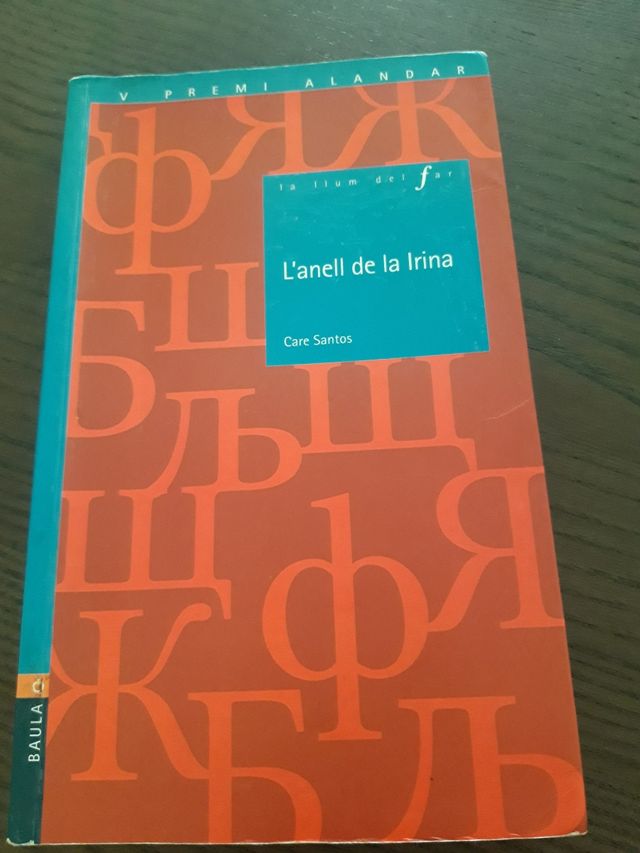 V PREMI ALANDAR
ф Я Ж
la llum del far
L'anell de la Irina
Care Santos
Б Љ Щ
Щ ф Я
Ж Б Љ
BAULA